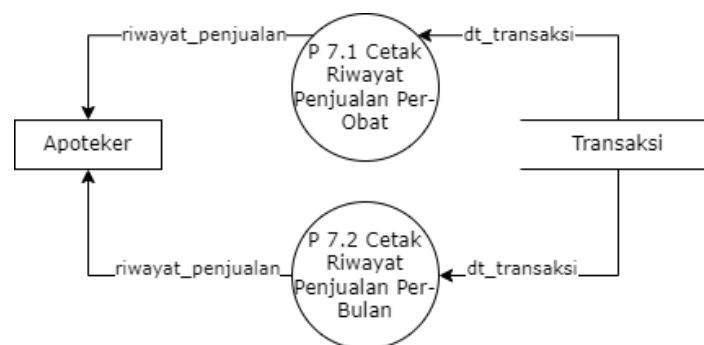 riwayat_penjualan
P 7.1 Cetak
Riwayat
Penjualan Per-
Obat
dt_transaksi
Apoteker
Transaksi
riwayat_penjualan
P 7.2 Cetak
Riwayat
Penjualan Per-
Bulan
dt_transaksi